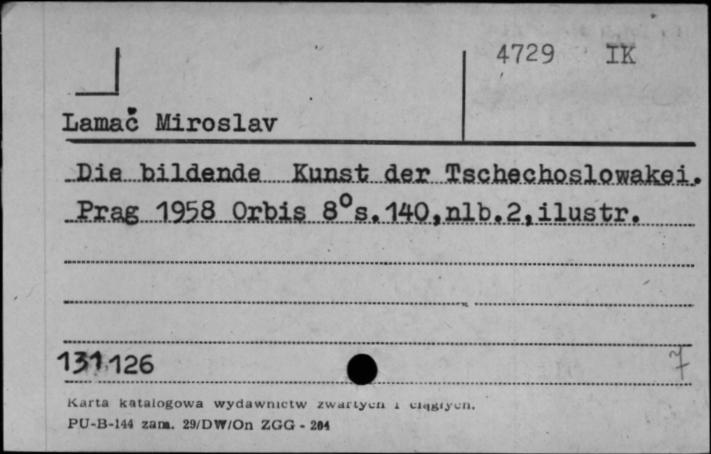 4729 IK
Lamač Miroslav
Die bildende Kunst der Tschechoslowakei.
Prag 1958 Orbis 8° s.140,nlb.2,ilustr.
131126
7
Karta katalogowa wydawnictw zwartych i ciągłych.
PU-B-144 zam. 29/DW/On ZGG - 204